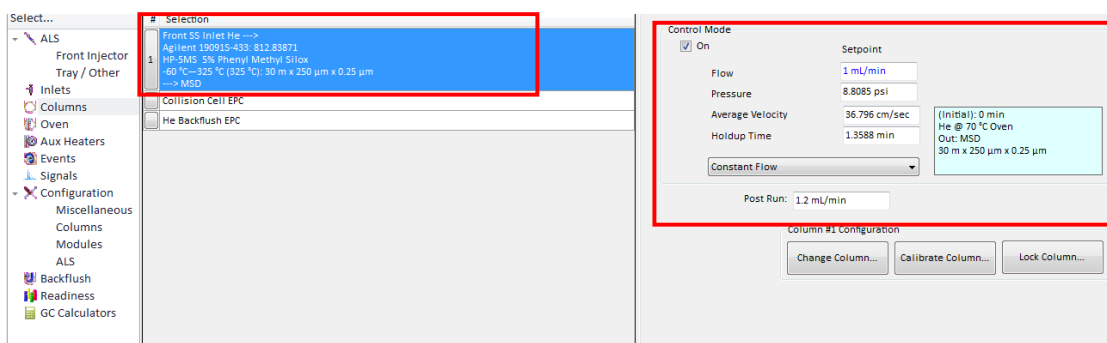 Select...
ALS
Front Injector
Tray / Other
Inlets
Columns
Oven
Aux Heaters
Events
Signals
Configuration
Miscellaneous
Columns
Modules
ALS
Backflush
Readiness
GC Calculators
# Selection
1
Front SS Inlet He --->
Agilent 19091S-433: 812.83871
HP-5MS 5% Phenyl Methyl Silox
-60 °C—325 °C (325 °C): 30 m x 250 µm x 0.25 µm
---> MSD
Collision Cell EPC
He Backflush EPC
Control Mode
On
Setpoint
Flow 1 mL/min
Pressure 8.8085 psi
Average Velocity 36.796 cm/sec
Holdup Time 1.3588 min
(Initial): 0 min
He @ 70 °C Oven
Out: MSD
30 m x 250 µm x 0.25 µm
Constant Flow
Post Run: 1.2 mL/min
Column #1 Configuration
Change Column... Calibrate Column... Lock Column...